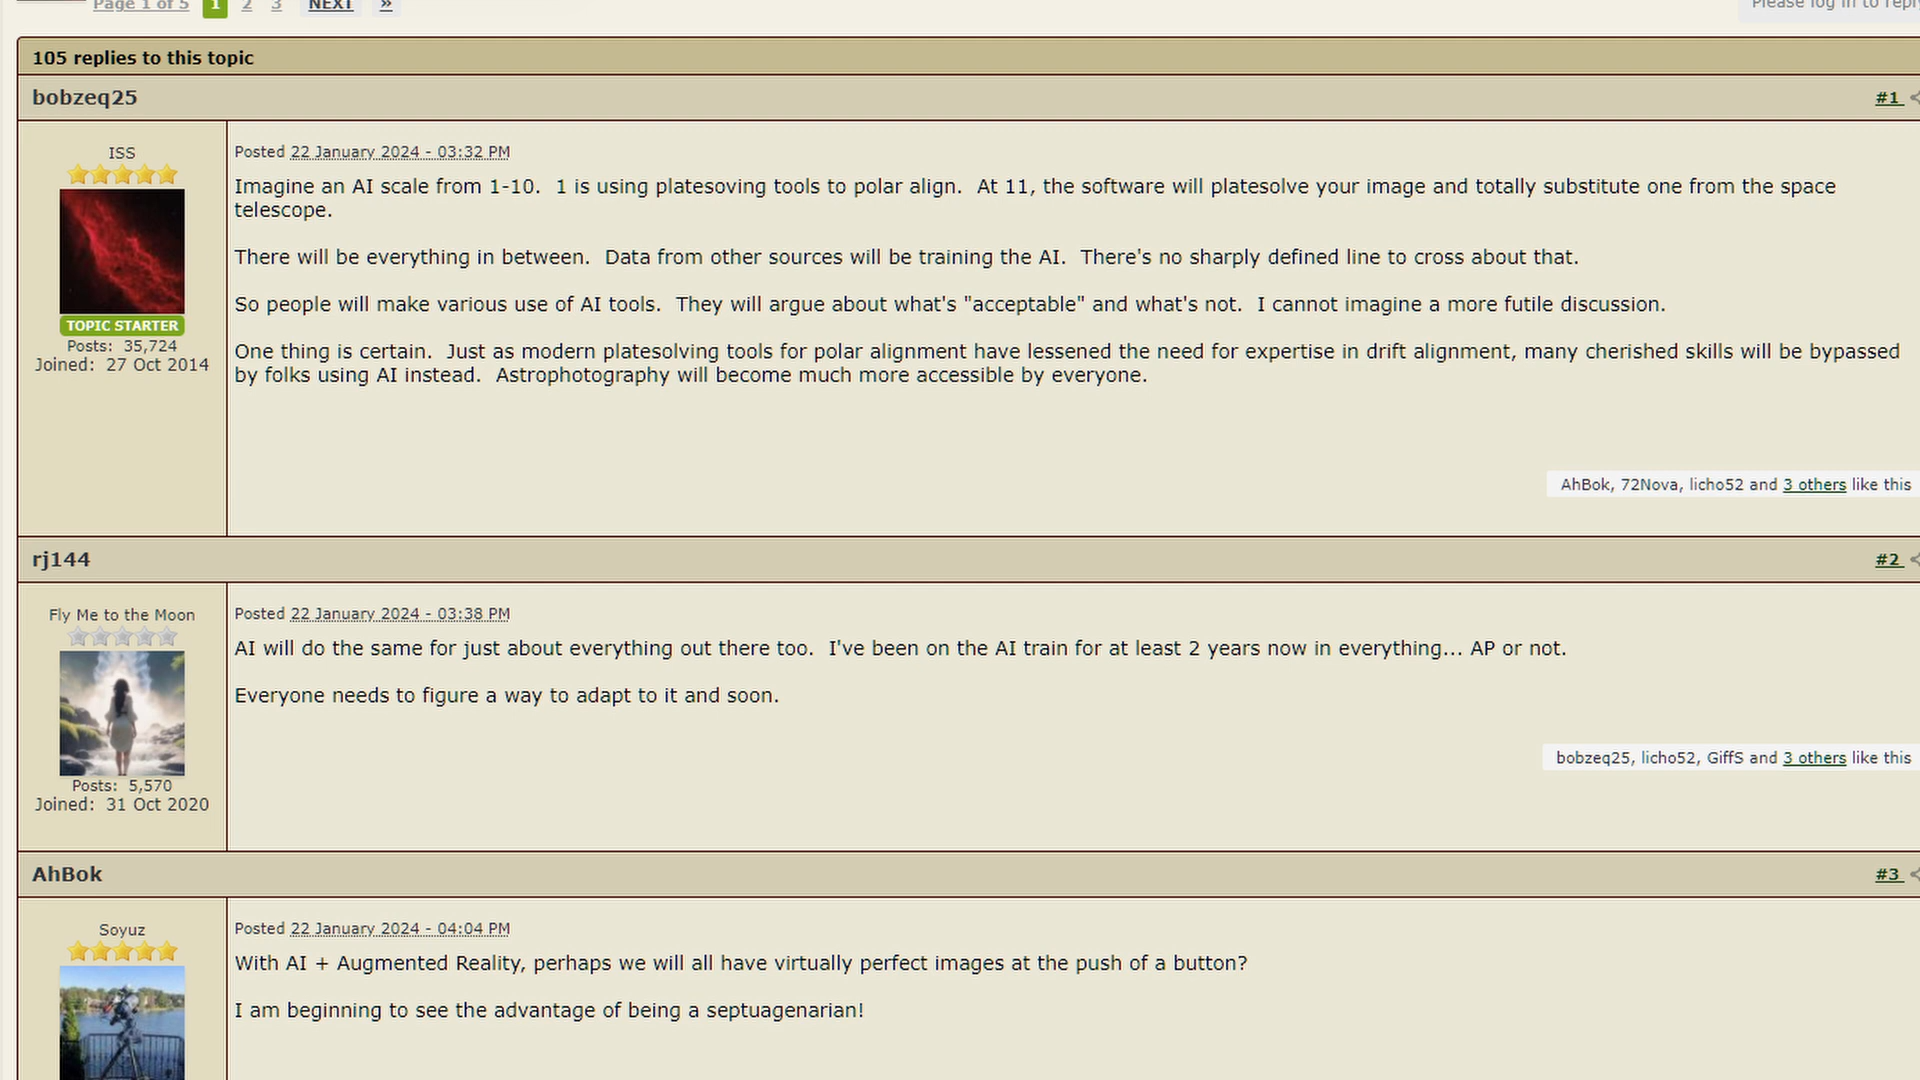 Page 1 of 5 1 2 3 NEXT »
Please log in to reply
105 replies to this topic
bobzeq25
#1
ISS
TOPIC STARTER
Posts: 35,724
Joined: 27 Oct 2014
Posted 22 January 2024 - 03:32 PM
Imagine an AI scale from 1-10. 1 is using platesoving tools to polar align. At 11, the software will platesolve your image and totally substitute one from the space
telescope.
There will be everything in between. Data from other sources will be training the AI. There's no sharply defined line to cross about that.
So people will make various use of AI tools. They will argue about what's "acceptable" and what's not. I cannot imagine a more futile discussion.
One thing is certain. Just as modern platesolving tools for polar alignment have lessened the need for expertise in drift alignment, many cherished skills will be bypassed
by folks using AI instead. Astrophotography will become much more accessible by everyone.
AhBok, 72Nova, licho52 and 3 others like this
rj144
#2
Fly Me to the Moon
Posts: 5,570
Joined: 31 Oct 2020
Posted 22 January 2024 - 03:38 PM
AI will do the same for just about everything out there too. I've been on the AI train for at least 2 years now in everything... AP or not.
Everyone needs to figure a way to adapt to it and soon.
bobzeq25, licho52, GiffS and 3 others like this
AhBok
#3
Soyuz
Posted 22 January 2024 - 04:04 PM
With AI + Augmented Reality, perhaps we will all have virtually perfect images at the push of a button?
I am beginning to see the advantage of being a septuagenarian!